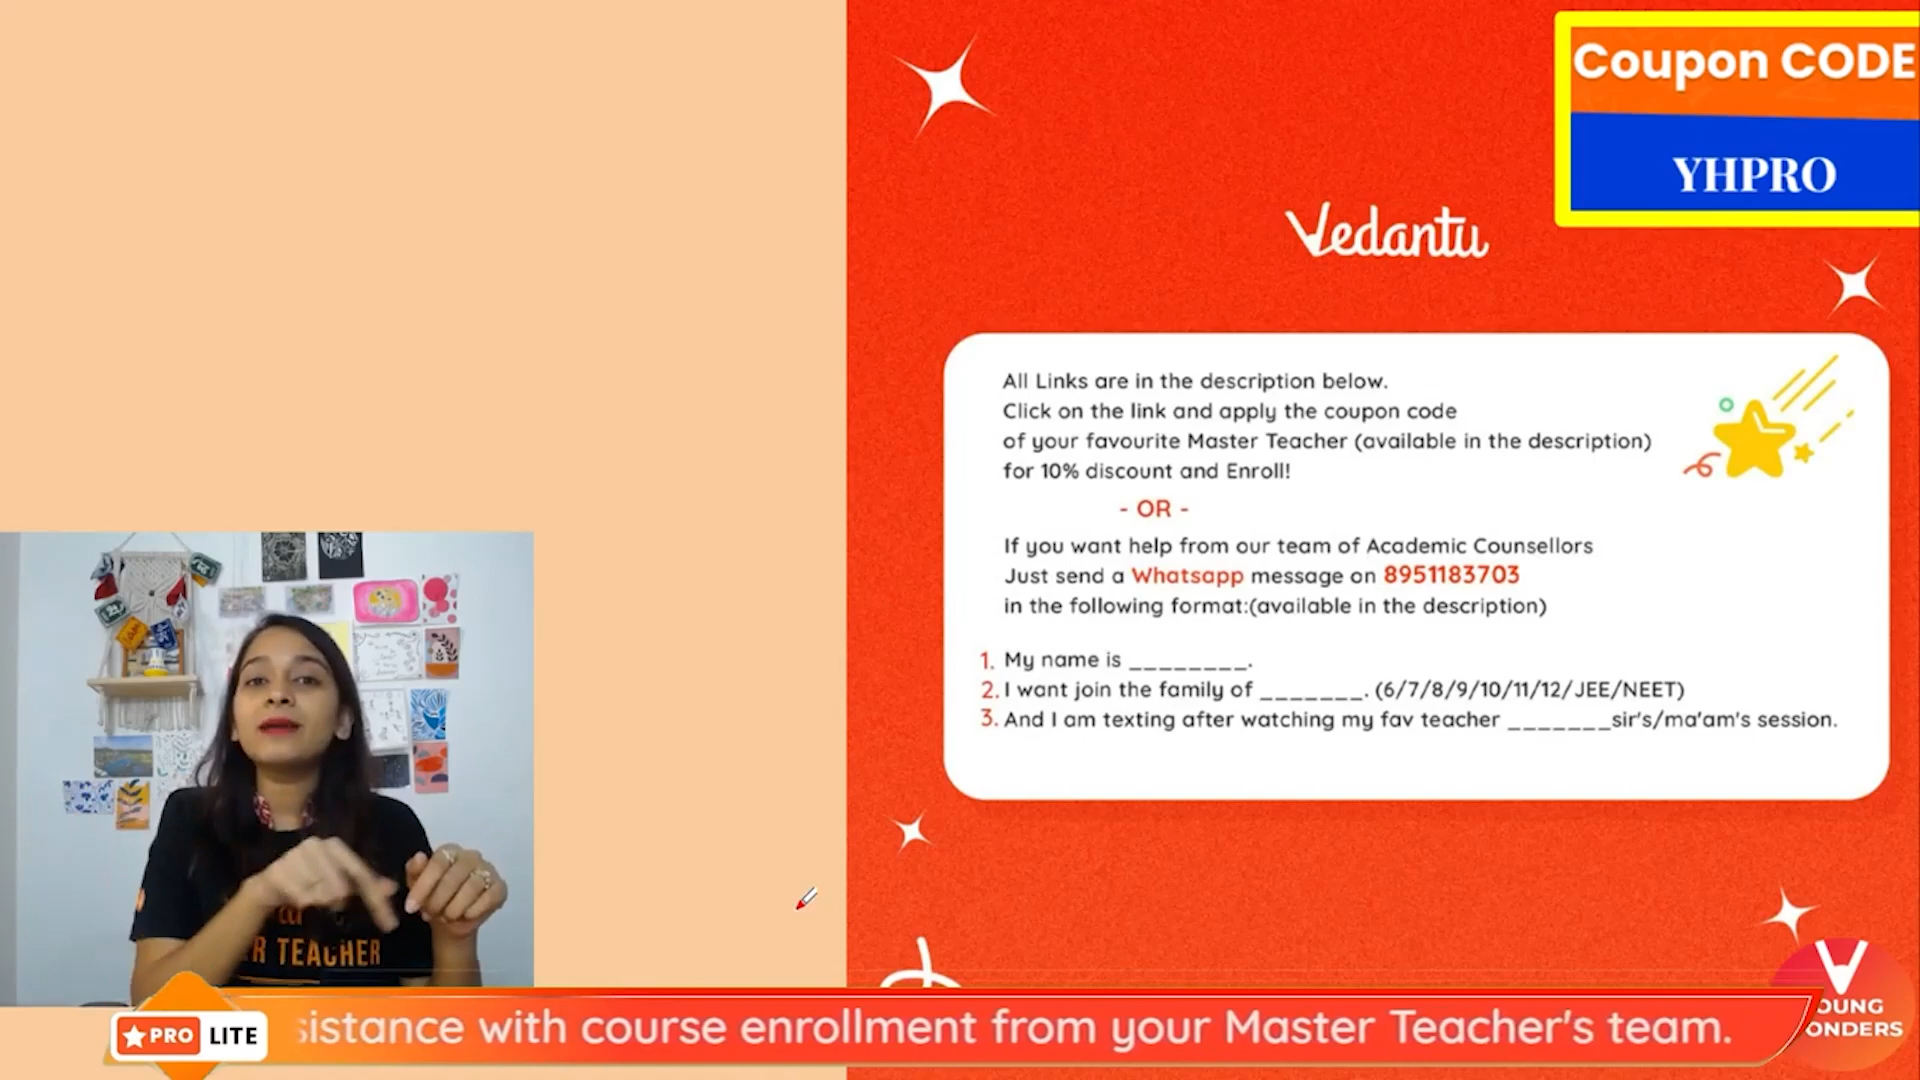 Coupon CODE
YHPRO
Vedantu
All Links are in the description below.
Click on the link and apply the coupon code
of your favourite Master Teacher (available in the description)
for 10% discount and Enroll!
- OR -
If you want help from our team of Academic Counsellors
Just send a Whatsapp message on 8951183703
in the following format:(available in the description)
1. My name is ________.
2. I want join the family of _______. (6/7/8/9/10/11/12/JEE/NEET)
3. And I am texting after watching my fav teacher _______sir's/ma'am's session.
R TEACHER
PRO LITE
sistance with course enrollment from your Master Teacher's team.
OUNG
ONDERS